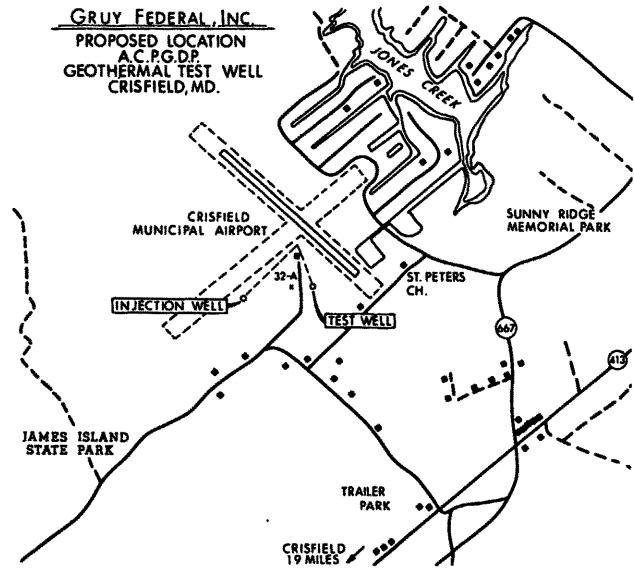 GRUY FEDERAL, INC.
PROPOSED LOCATION
A.C.P.G.D.P.
GEOTHERMAL TEST WELL
CRISFIELD, MD.
JONES CREEK
CRISFIELD
MUNICIPAL AIRPORT
SUNNY RIDGE
MEMORIAL PARK
32-A
x
ST. PETERS
CH.
INJECTION WELL
TEST WELL
667
413
JAMES ISLAND
STATE PARK
TRAILER
PARK
CRISFIELD
19 MILES